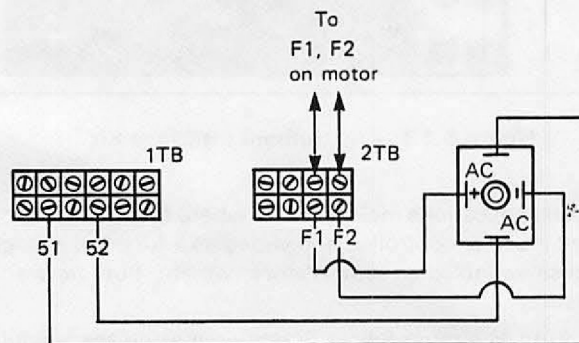 To
F1, F2
on motor
1TB
2TB
AC
+
AC
51 52
F1 F2